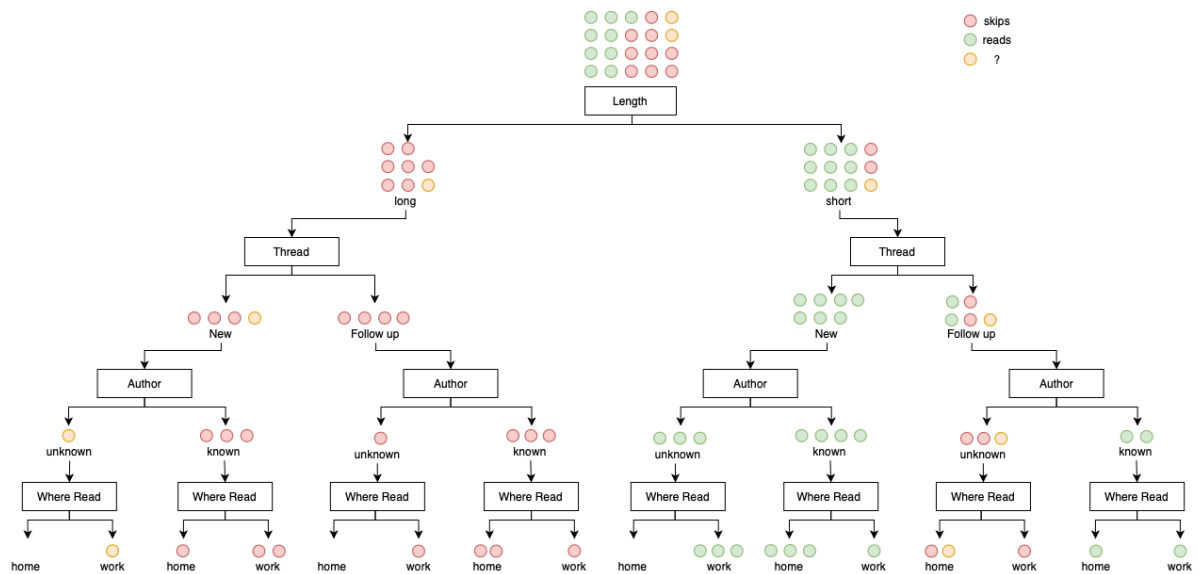 skips
reads
?
Length
long
short
Thread
Thread
New
Follow up
New
Follow up
Author
Author
Author
Author
unknown
known
unknown
known
unknown
known
unknown
known
Where Read
Where Read
Where Read
Where Read
Where Read
Where Read
Where Read
Where Read
home
work
home
work
home
work
home
work
home
work
home
work
home
work
home
work